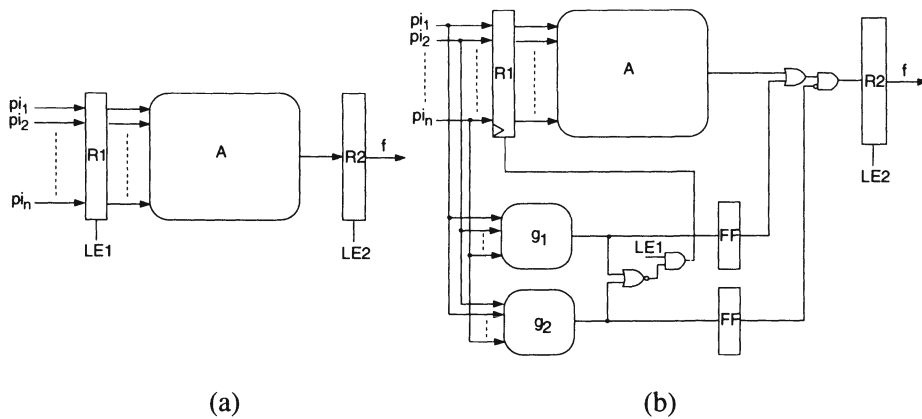 pi1
pi2
pin
R1
A
R2
f
LE1
LE2
(a)
pi1
pi2
pin
R1
A
R2
f
LE2
g1
LE1
FF
g2
FF
(b)